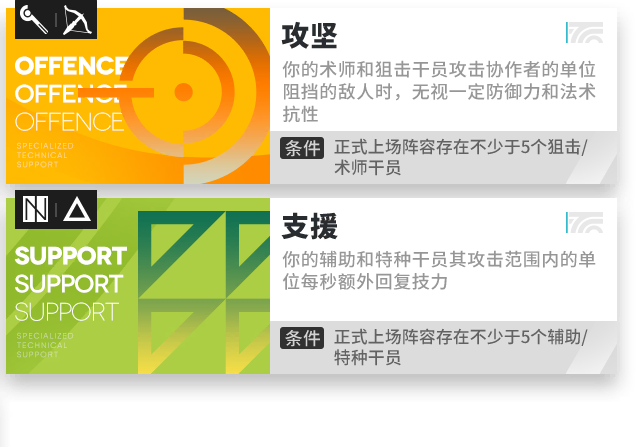 攻坚
OFFENCE
OFFENCE
OFFENCE
SPECIALIZED
TECHNICAL
SUPPORT
你的术师和狙击干员攻击协作者的单位
阻挡的敌人时，无视一定防御力和法术
抗性
条件
正式上场阵容存在不少于5个狙击/
术师干员
支援
SUPPORT
SUPPORT
SUPPORT
SPECIALIZED
TECHNICAL
SUPPORT
你的辅助和特种干员其攻击范围内的单
位每秒额外回复技力
条件
正式上场阵容存在不少于5个辅助/
特种干员